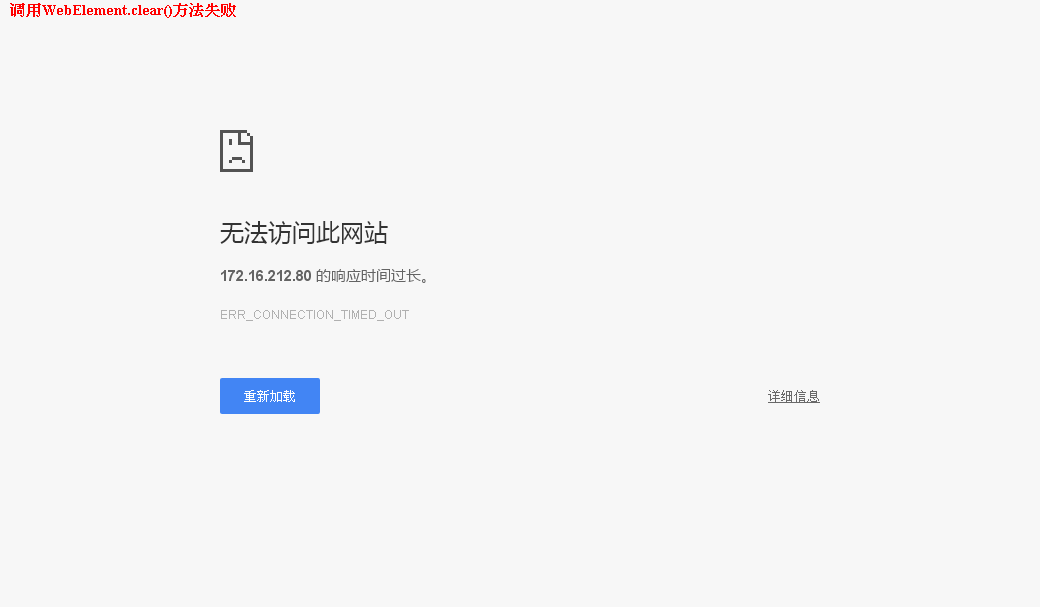 调用WebElement.clear()方法失败
无法访问此网站
172.16.212.80 的响应时间过长。
ERR_CONNECTION_TIMED_OUT
重新加载
详细信息